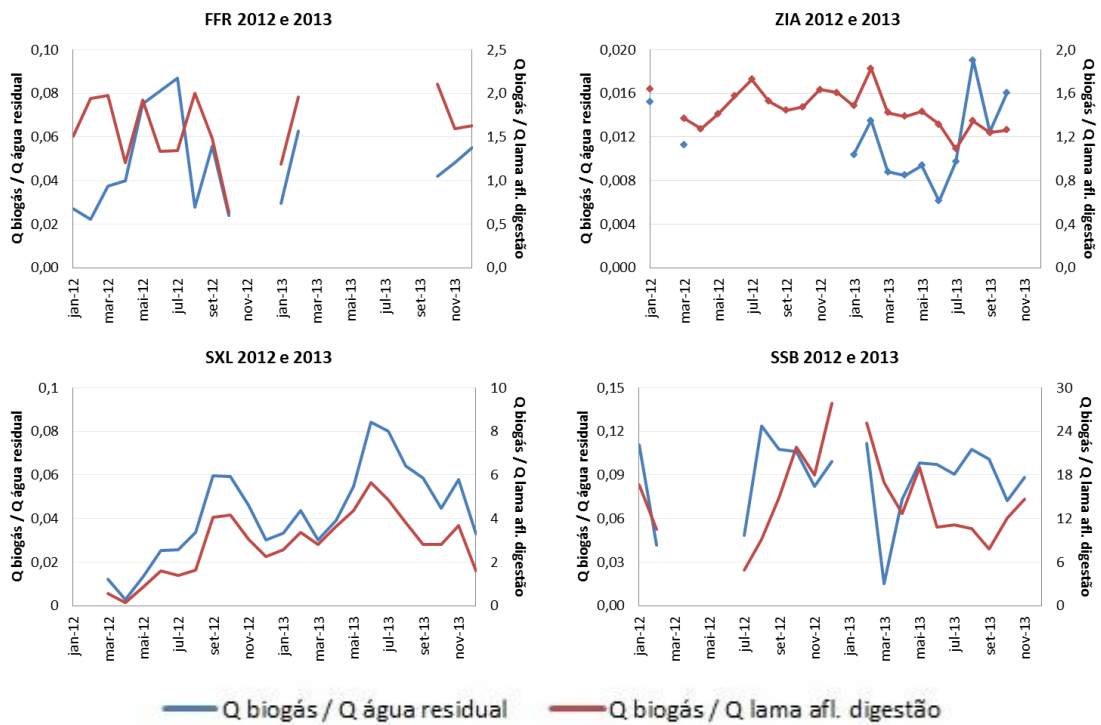 FFR 2012 e 2013
Q biogás / Q água residual
0,10
0,08
0,06
0,04
0,02
0,00
2,5
2,0
1,5
1,0
0,5
0,0
Q biogás / Q lama afl. digestão
jan-12
mar-12
mai-12
jul-12
set-12
nov-12
jan-13
mar-13
mai-13
jul-13
set-13
nov-13
ZIA 2012 e 2013
Q biogás / Q água residual
0,020
0,016
0,012
0,008
0,004
0,000
2,0
1,6
1,2
0,8
0,4
0,0
Q biogás / Q lama afl. digestão
jan-12
mar-12
mai-12
jul-12
set-12
nov-12
jan-13
mar-13
mai-13
jul-13
set-13
nov-13
SXL 2012 e 2013
Q biogás / Q água residual
0,1
0,08
0,06
0,04
0,02
0
10
8
6
4
2
0
Q biogás / Q lama afl. digestão
jan-12
mar-12
mai-12
jul-12
set-12
nov-12
jan-13
mar-13
mai-13
jul-13
set-13
nov-13
SSB 2012 e 2013
Q biogás / Q água residual
0,15
0,12
0,09
0,06
0,03
0,00
30
24
18
12
6
0
Q biogás / Q lama afl. digestão
jan-12
mar-12
mai-12
jul-12
set-12
nov-12
jan-13
mar-13
mai-13
jul-13
set-13
nov-13
Q biogás / Q água residual
Q biogás / Q lama afl. digestão